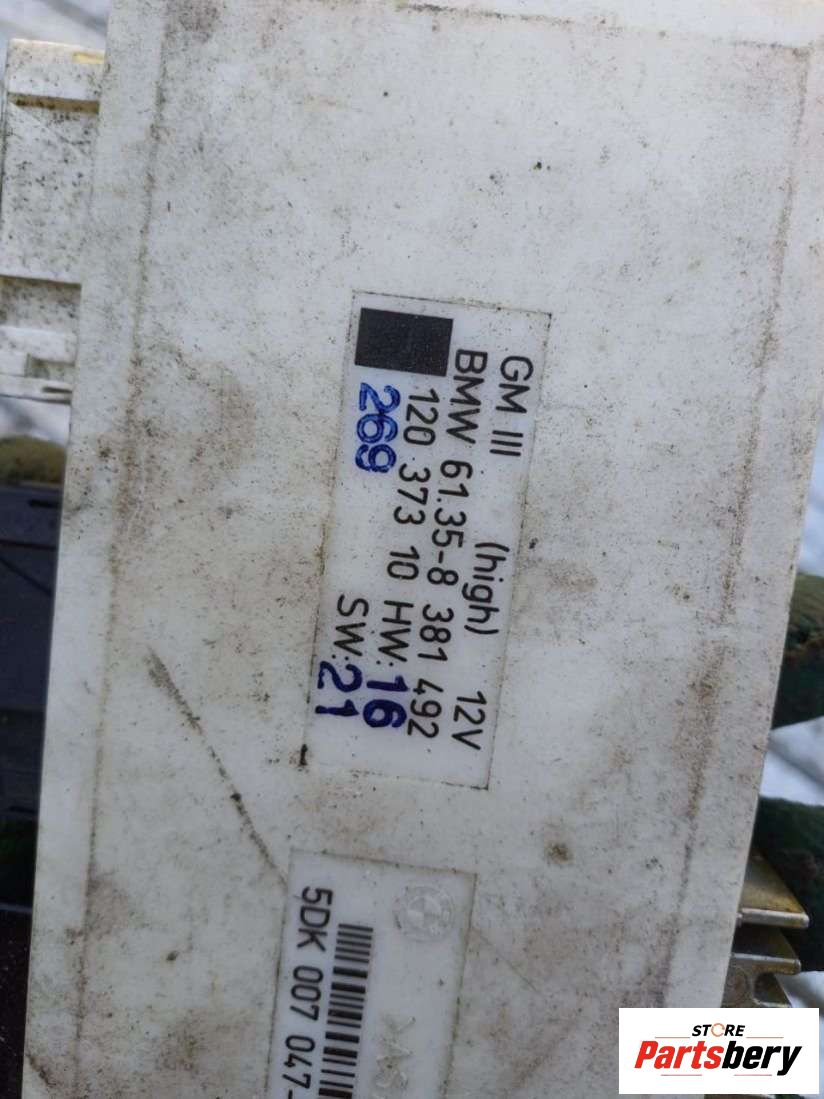 GM III (high) 12V
BMW 61.35-8 381 492
120 373 10 HW:16
269 SW:21
5DK 007 047-
STORE
Partsbery